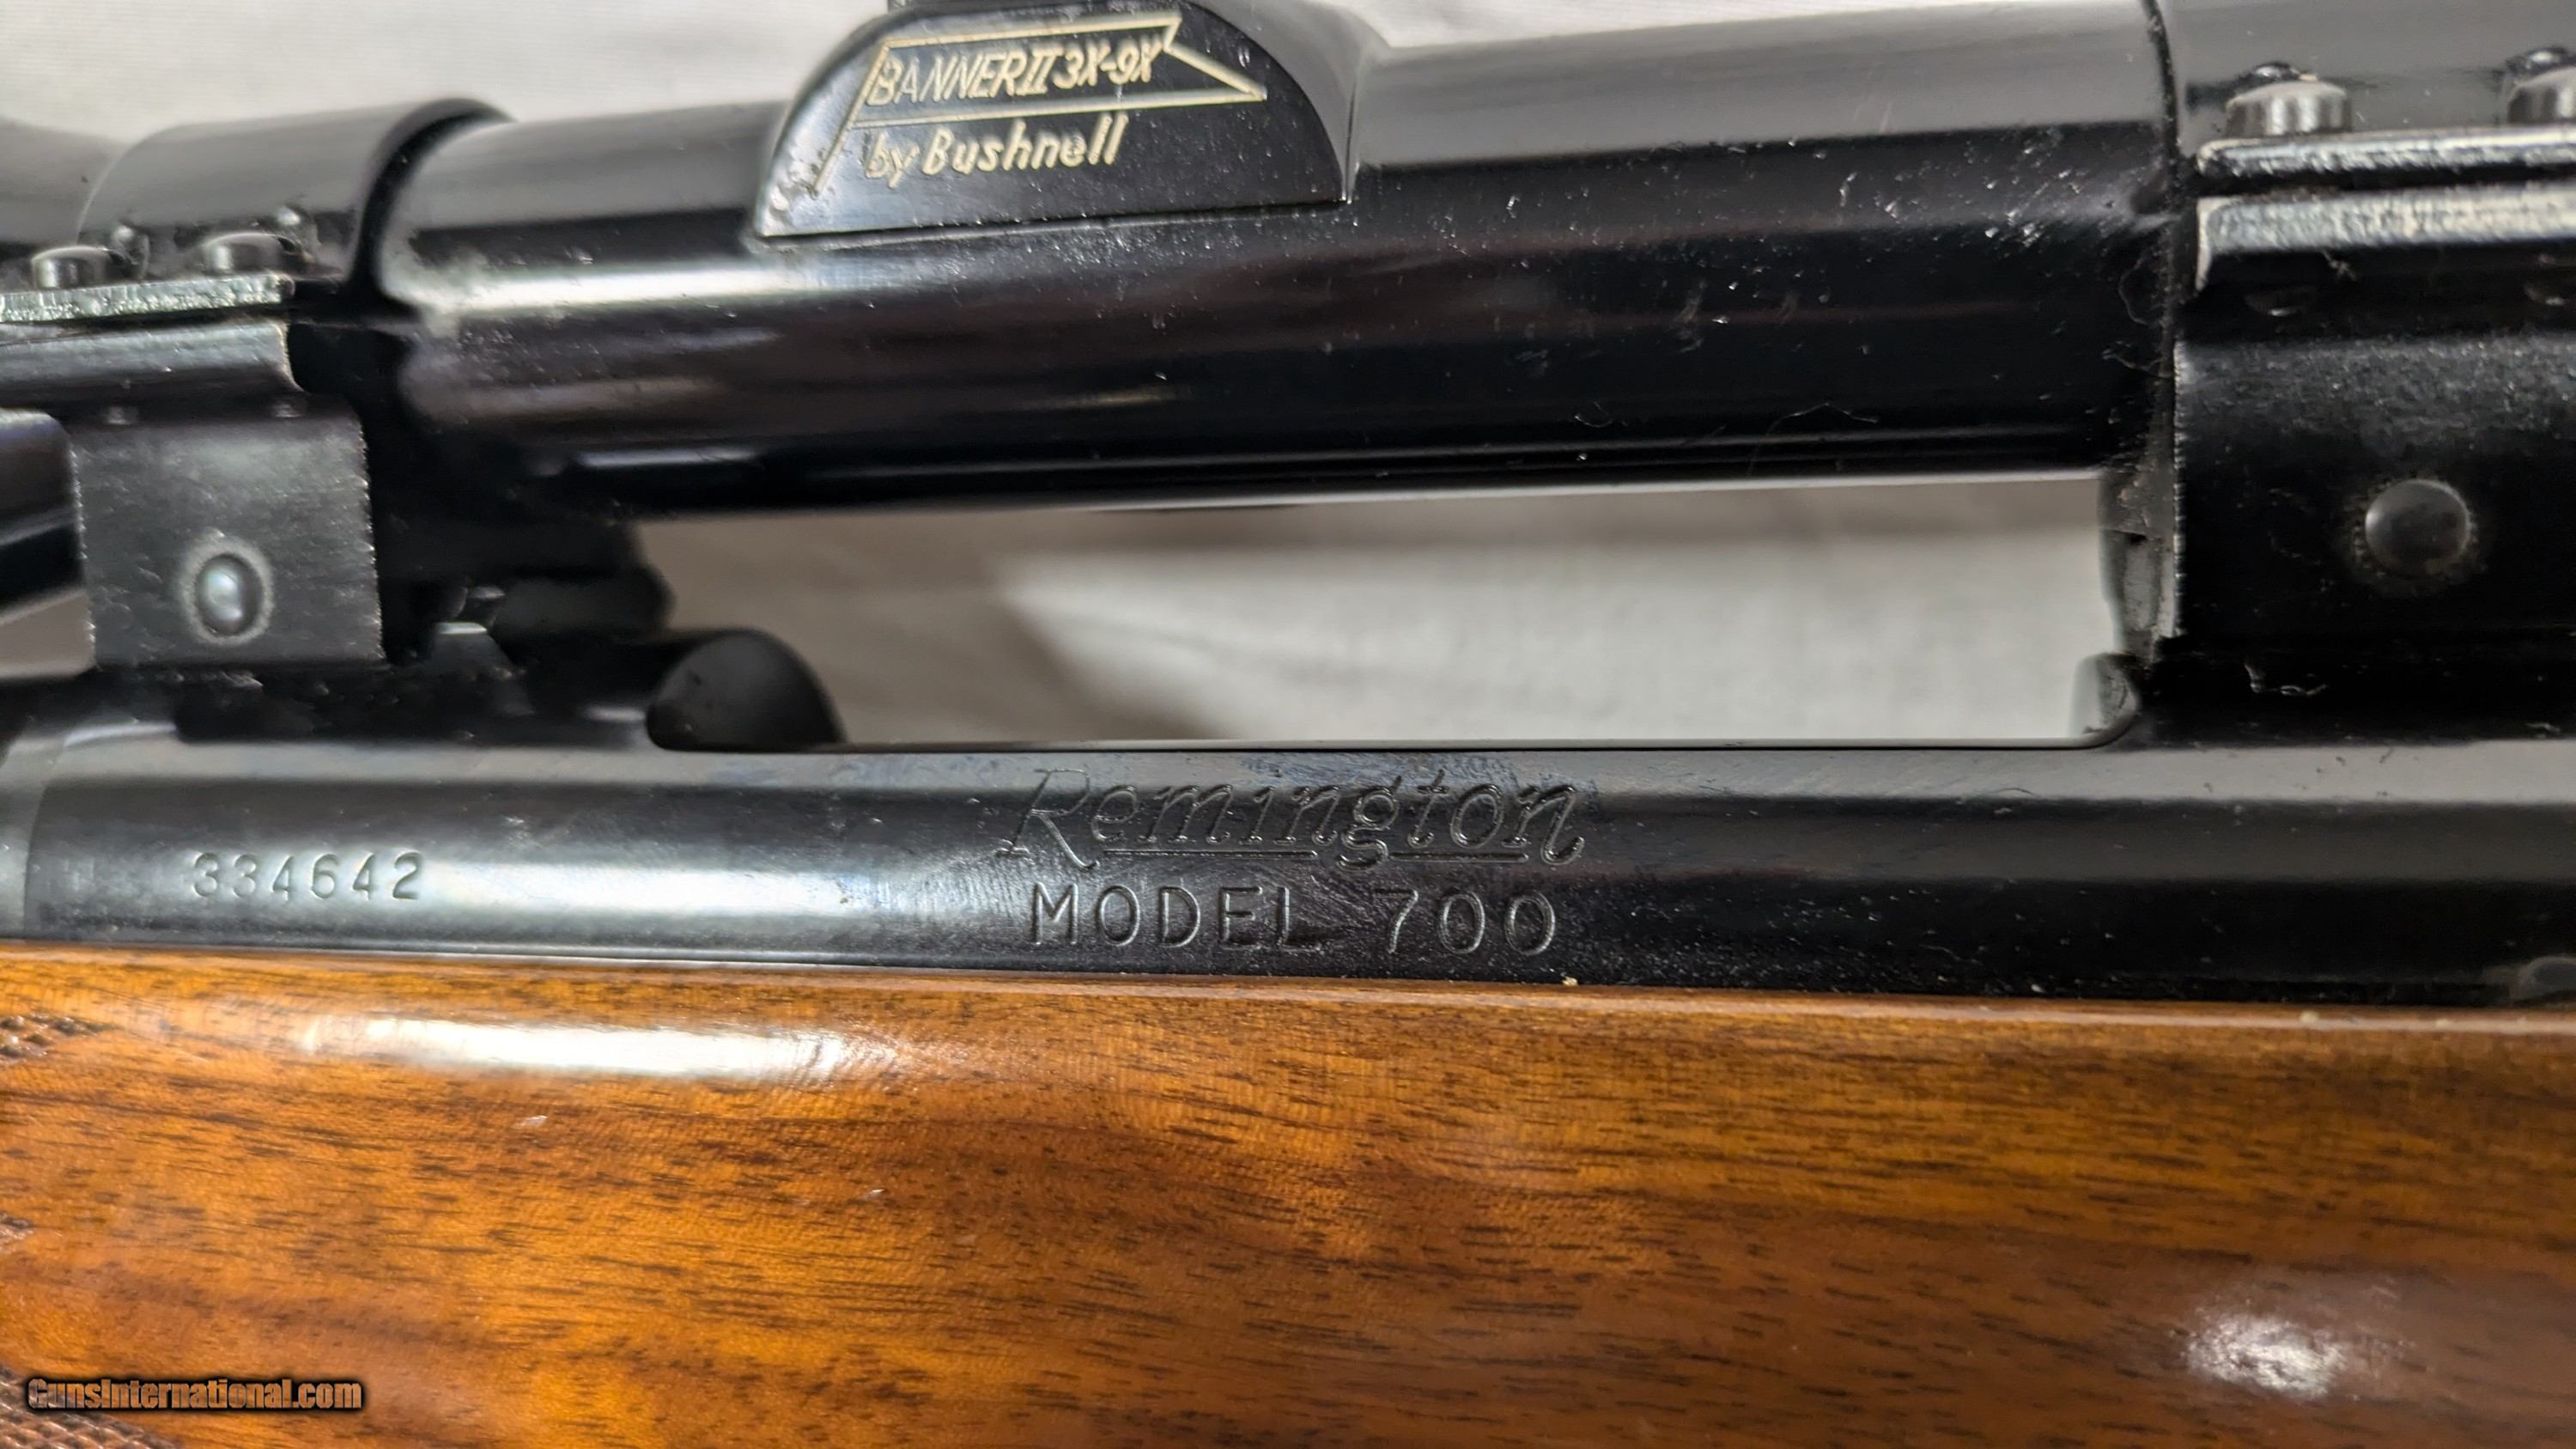 BANNER II 3X-9X
by Bushnell
Remington
334642
MODEL 700
GunsInternational.com